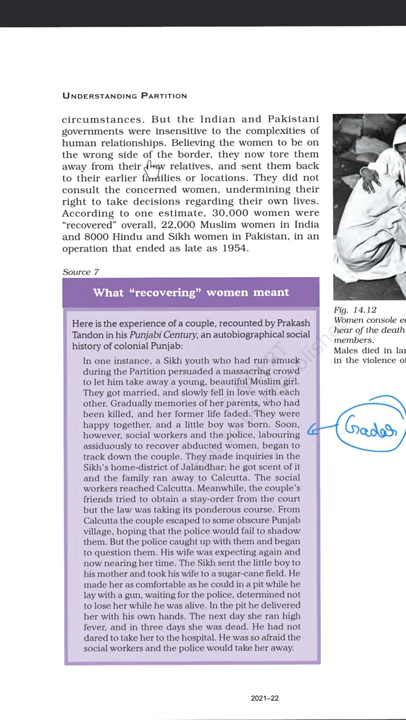 UNDERSTANDING PARTITION
circumstances. But the Indian and Pakistani
governments were insensitive to the complexities of
human relationships. Believing the women to be on
the wrong side of the border, they now tore them
away from their new relatives, and sent them back
to their earlier families or locations. They did not
consult the concerned women, undermining their
right to take decisions regarding their own lives.
According to one estimate, 30,000 women were
“recovered” overall, 22,000 Muslim women in India
and 8000 Hindu and Sikh women in Pakistan, in an
operation that ended as late as 1954.
Source 7
What “recovering” women meant
Here is the experience of a couple, recounted by Prakash
Tandon in his Punjabi Century, an autobiographical social
history of colonial Punjab:
In one instance, a Sikh youth who had run amuck
during the Partition persuaded a massacring crowd
to let him take away a young, beautiful Muslim girl.
They got married, and slowly fell in love with each
other. Gradually memories of her parents, who had
been killed, and her former life faded. They were
happy together, and a little boy was born. Soon,
however, social workers and the police, labouring
assiduously to recover abducted women, began to
track down the couple. They made inquiries in the
Sikh’s home-district of Jalandhar; he got scent of it
and the family ran away to Calcutta. The social
workers reached Calcutta. Meanwhile, the couple’s
friends tried to obtain a stay-order from the court
but the law was taking its ponderous course. From
Calcutta the couple escaped to some obscure Punjab
village, hoping that the police would fail to shadow
them. But the police caught up with them and began
to question them. His wife was expecting again and
now nearing her time. The Sikh sent the little boy to
his mother and took his wife to a sugar-cane field. He
made her as comfortable as he could in a pit while he
lay with a gun, waiting for the police, determined not
to lose her while he was alive. In the pit he delivered
her with his own hands. The next day she ran high
fever, and in three days she was dead. He had not
dared to take her to the hospital. He was so afraid the
social workers and the police would take her away.
Fig. 14.12
Women console e
hear of the death
members.
Males died in lar
in the violence of
2021–22